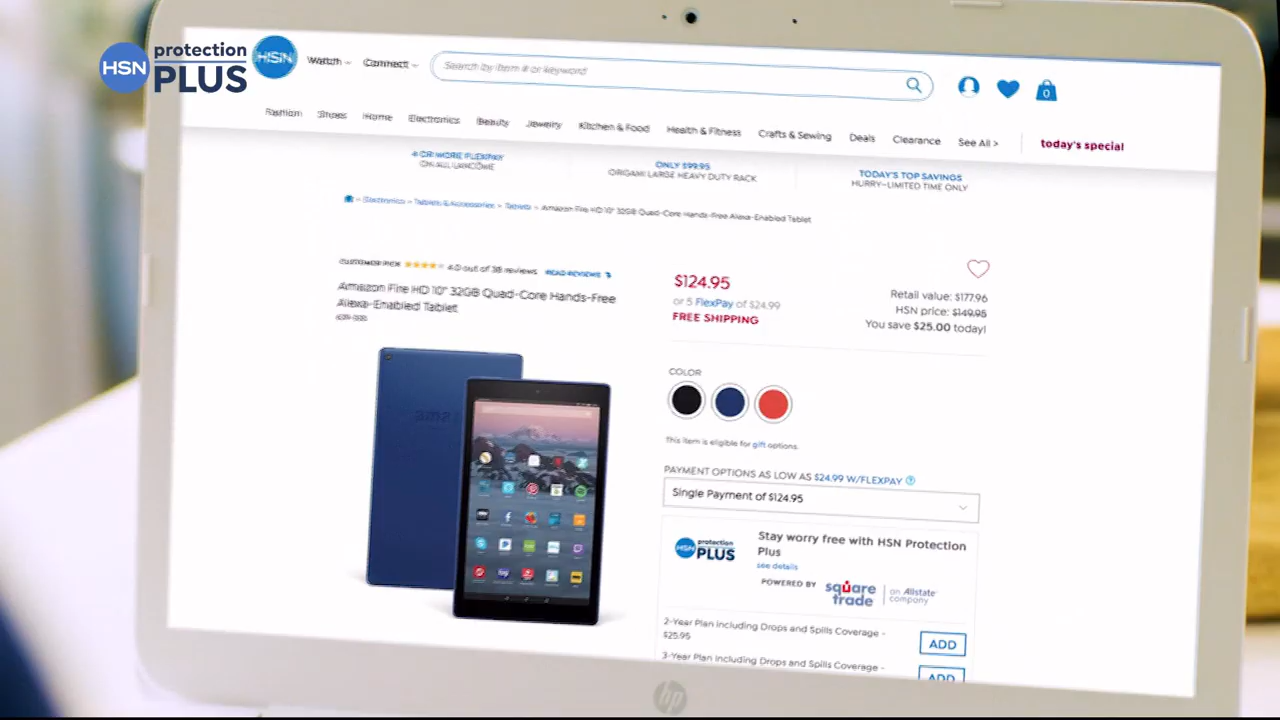 HSN protection PLUS
HSN Watch Connect Search by item # or keyword 0
Fashion Shoes Home Electronics Beauty Jewelry Kitchen & Food Health & Fitness Crafts & Sewing Deals Clearance See All > today's special
4 OR MORE FLEXPAY ONLY $99.95 TODAY'S TOP SAVINGS
ON ALL LANCOME ORIGAMI LARGE HEAVY DUTY RACK HURRY–LIMITED TIME ONLY
Electronics > Tablets & Accessories > Tablets > Amazon Fire HD 10" 32GB Quad-Core Hands-Free Alexa-Enabled Tablet
CUSTOMER PICK 4.0 out of 38 reviews READ REVIEWS
Amazon Fire HD 10" 32GB Quad-Core Hands-Free
Alexa-Enabled Tablet
$124.95
or 5 FlexPay of $24.99
FREE SHIPPING
Retail value: $177.96
HSN price: $149.95
You save $25.00 today!
COLOR
This item is eligible for gift options.
PAYMENT OPTIONS AS LOW AS $24.99 W/FLEXPAY ?
Single Payment of $124.95
HSN protection PLUS
Stay worry free with HSN Protection
Plus
see details
POWERED BY square trade an Allstate company
2-Year Plan including Drops and Spills Coverage -
$25.95
ADD
3-Year Plan including Drops and Spills Coverage -
ADD
hp